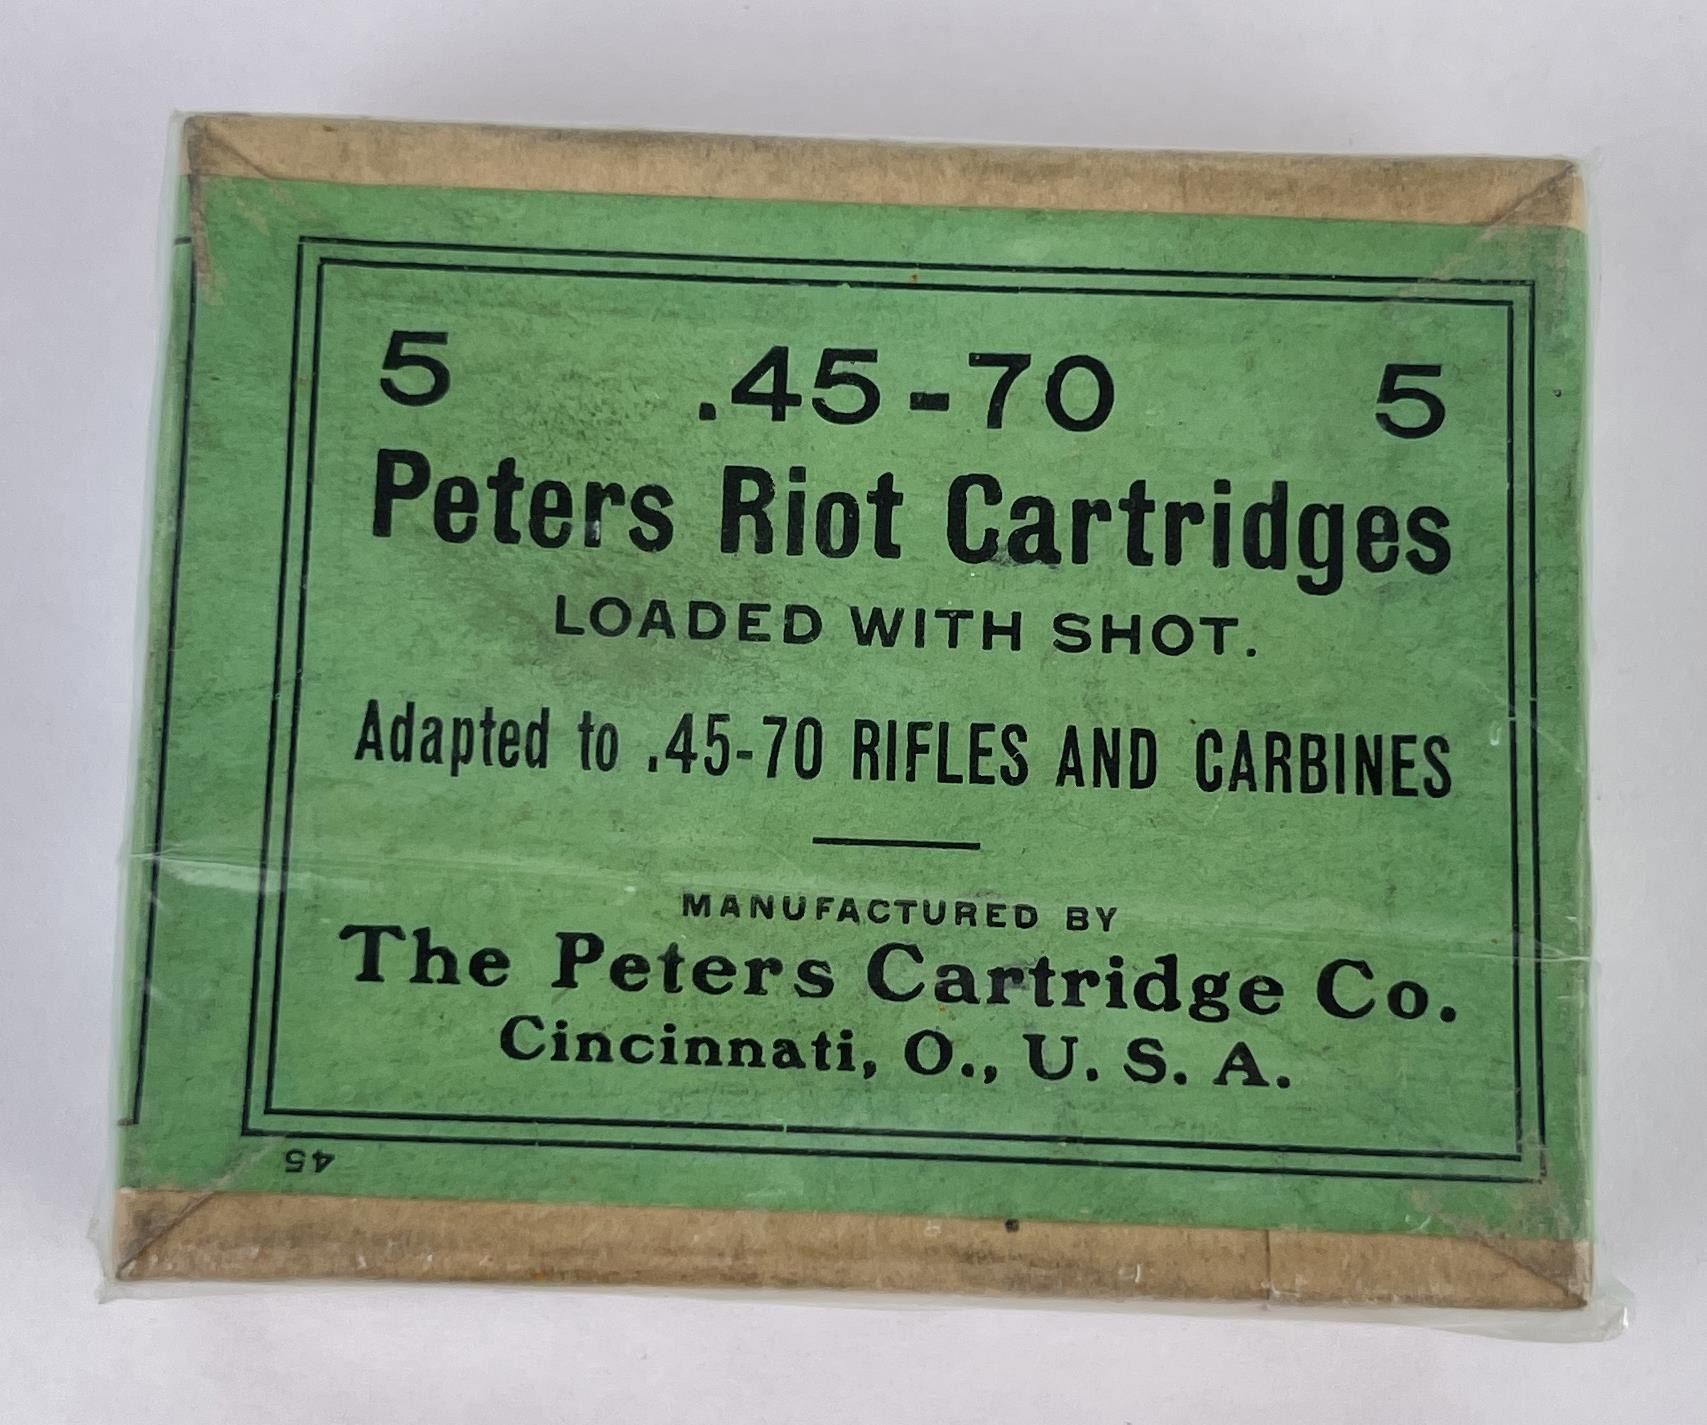 5 .45-70 5
Peters Riot Cartridges
LOADED WITH SHOT.
Adapted to .45-70 RIFLES AND CARBINES
MANUFACTURED BY
The Peters Cartridge Co.
Cincinnati, O., U. S. A.
45